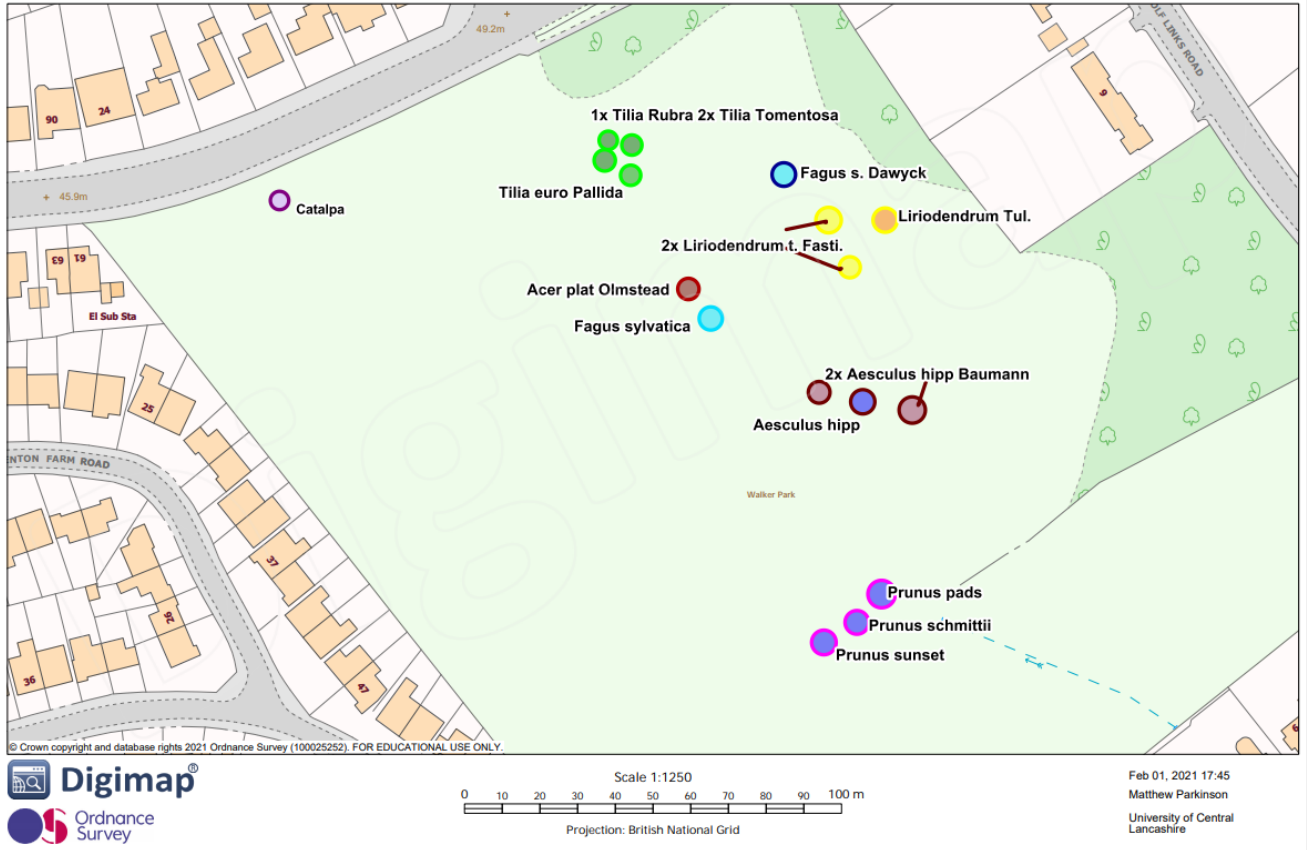 49.2m
OLF LINKS ROAD
90
24
9
1x Tilia Rubra 2x Tilia Tomentosa
Fagus s. Dawyck
Tilia euro Pallida
45.9m
Catalpa
Liriodendrum Tul.
2x Liriodendrum t. Fasti.
63
61
Acer plat Olmstead
El Sub Sta
Fagus sylvatica
2x Aesculus hipp Baumann
25
Aesculus hipp
ENTON FARM ROAD
Walker Park
37
Prunus pads
26
Prunus schmittii
Prunus sunset
36
47
6
© Crown copyright and database rights 2021 Ordnance Survey (100025252). FOR EDUCATIONAL USE ONLY.
Digimap®
Ordnance
Survey
Scale 1:1250
0 10 20 30 40 50 60 70 80 90 100 m
Projection: British National Grid
Feb 01, 2021 17:45
Matthew Parkinson
University of Central
Lancashire
digimap